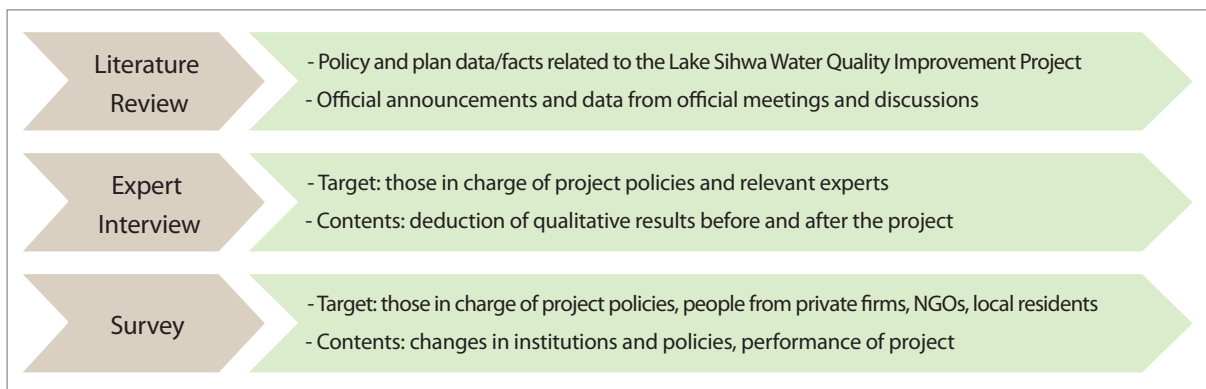 Literature
Review
- Policy and plan data/facts related to the Lake Sihwa Water Quality Improvement Project
- Official announcements and data from official meetings and discussions
Expert
Interview
- Target: those in charge of project policies and relevant experts
- Contents: deduction of qualitative results before and after the project
Survey
- Target: those in charge of project policies, people from private firms, NGOs, local residents
- Contents: changes in institutions and policies, performance of project